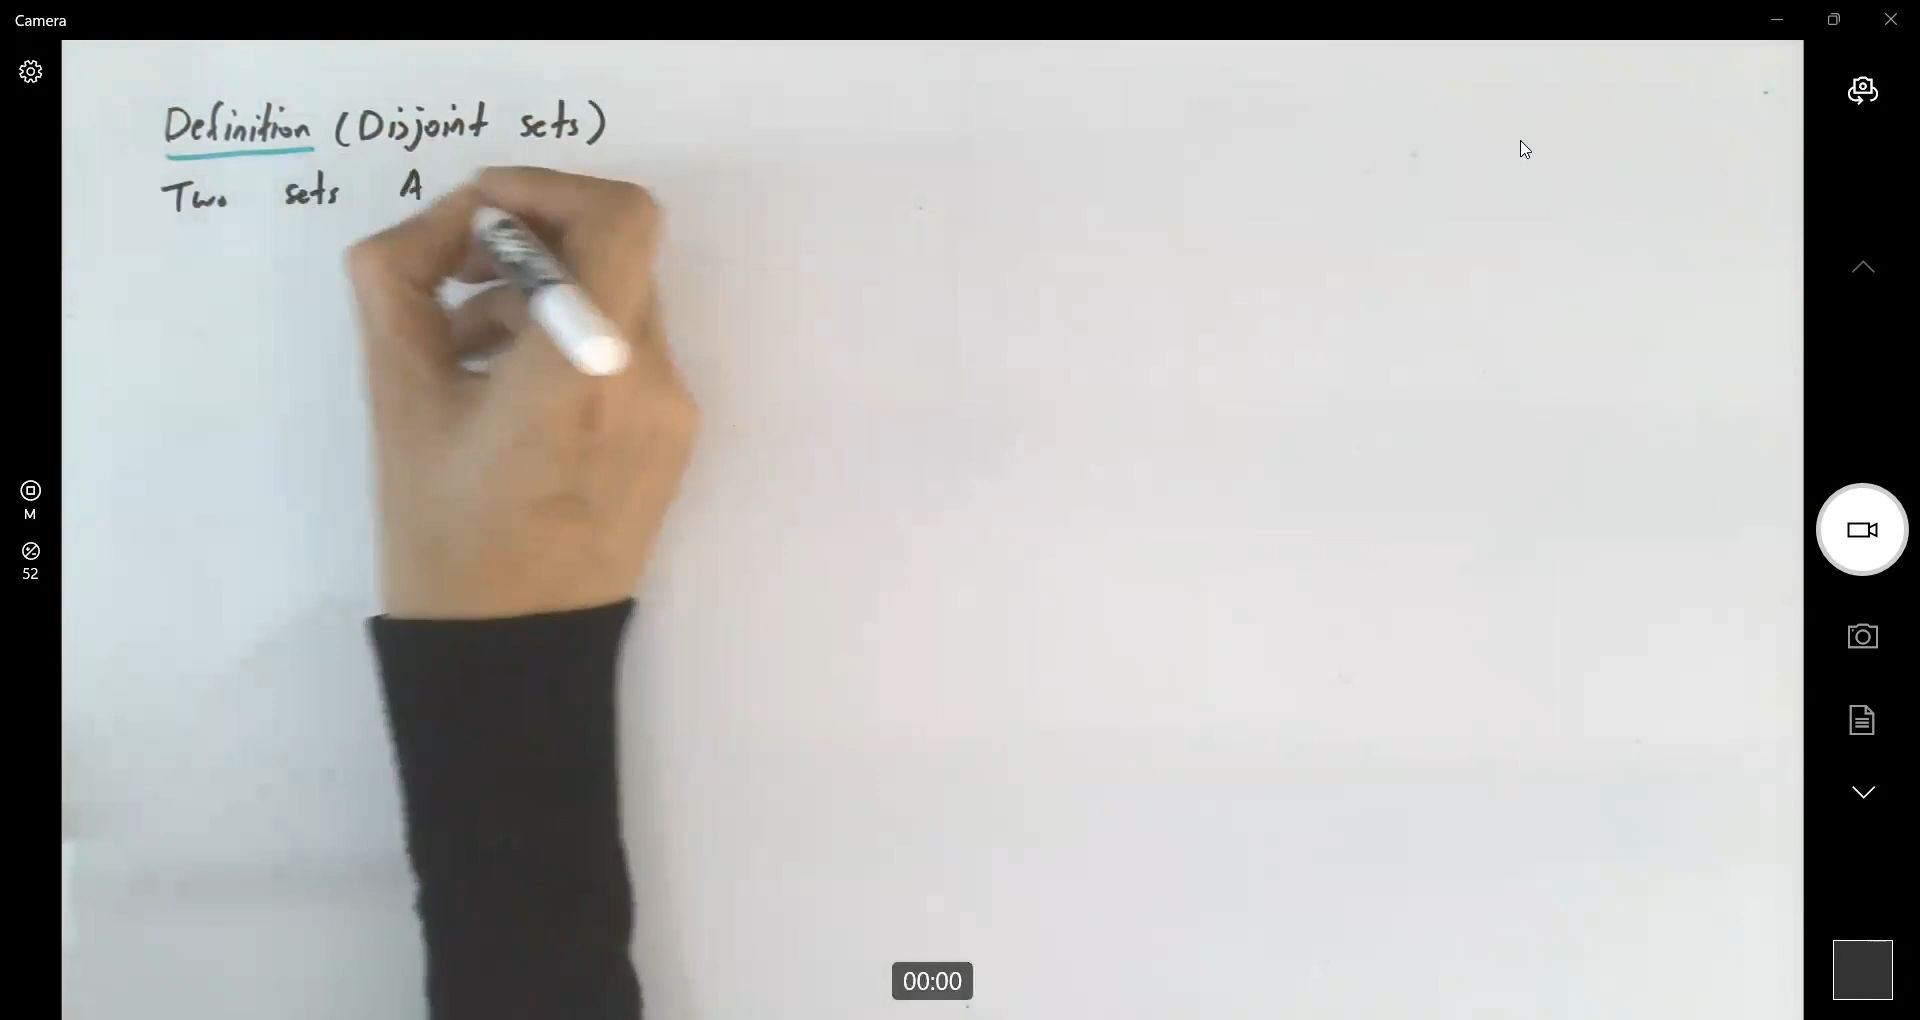 Camera
Definition (Disjoint sets)
Two sets A
M
52
00:00